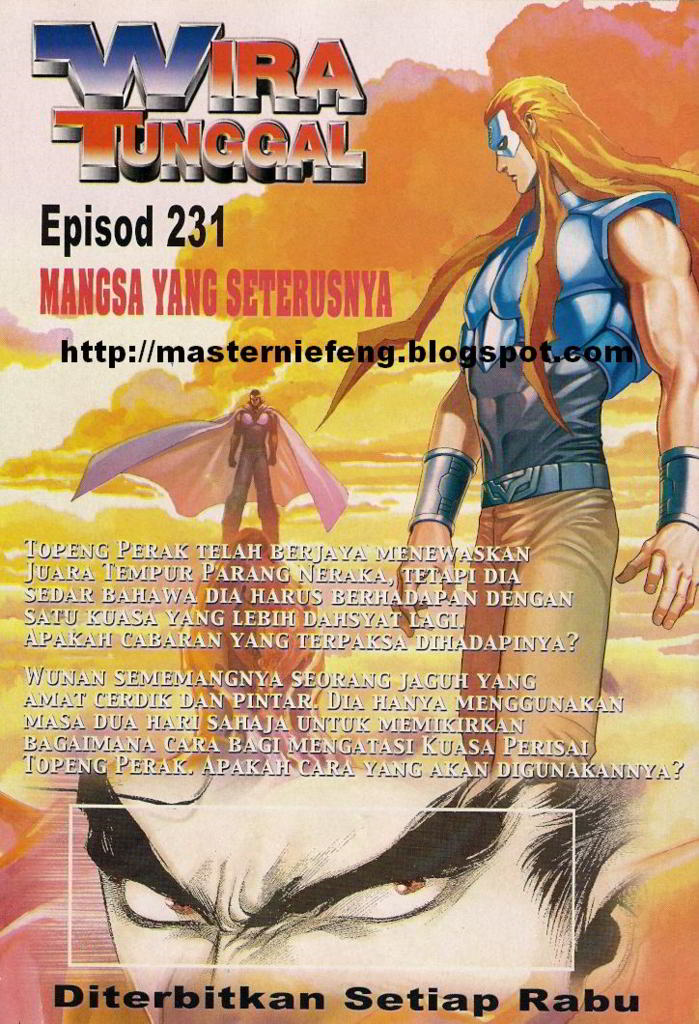 WIRA
TUNGGAL
Episod 231
MANGSA YANG SETERUSNYA
http://masterniefeng.blogspot.com
TOPENG PERAK TELAH BERJAYA MENEWASKAN
JUARA TEMPUR PARANG NERAKA, TETAPI DIA
SEDAR BAHAWA DIA HARUS BERHADAPAN DENGAN
SATU KUASA YANG LEBIH DAHSYAT LAGI.
APAKAH CABARAN YANG TERPAKSA DIHADAPINYA?
WUNAN SEMEMANGNYA SEORANG JAGUH YANG
AMAT CERDIK DAN PINTAR. DIA HANYA MENGGUNAKAN
MASA DUA HARI SAHAJA UNTUK MEMIKIRKAN
BAGAIMANA CARA BAGI MENGATASI KUASA PERISAI
TOPENG PERAK. APAKAH CARA YANG AKAN DIGUNAKANNYA?
Diterbitkan Setiap Rabu